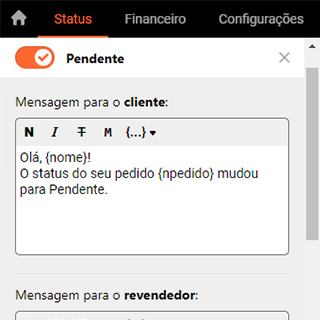 Status Financeiro Configurações
Pendente
Mensagem para o cliente:
N I T M {...}
Olá, {nome}!
O status do seu pedido {npedido} mudou
para Pendente.
Mensagem para o revendedor: